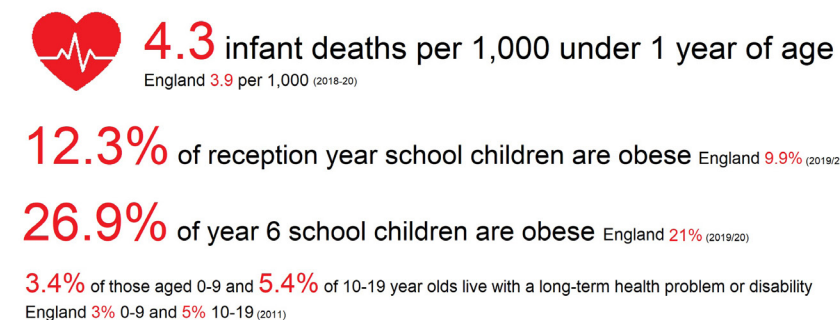 4.3 infant deaths per 1,000 under 1 year of age
England 3.9 per 1,000 (2018-20)
12.3% of reception year school children are obese England 9.9% (2019/2
26.9% of year 6 school children are obese England 21% (2019/20)
3.4% of those aged 0-9 and 5.4% of 10-19 year olds live with a long-term health problem or disability
England 3% 0-9 and 5% 10-19 (2011)